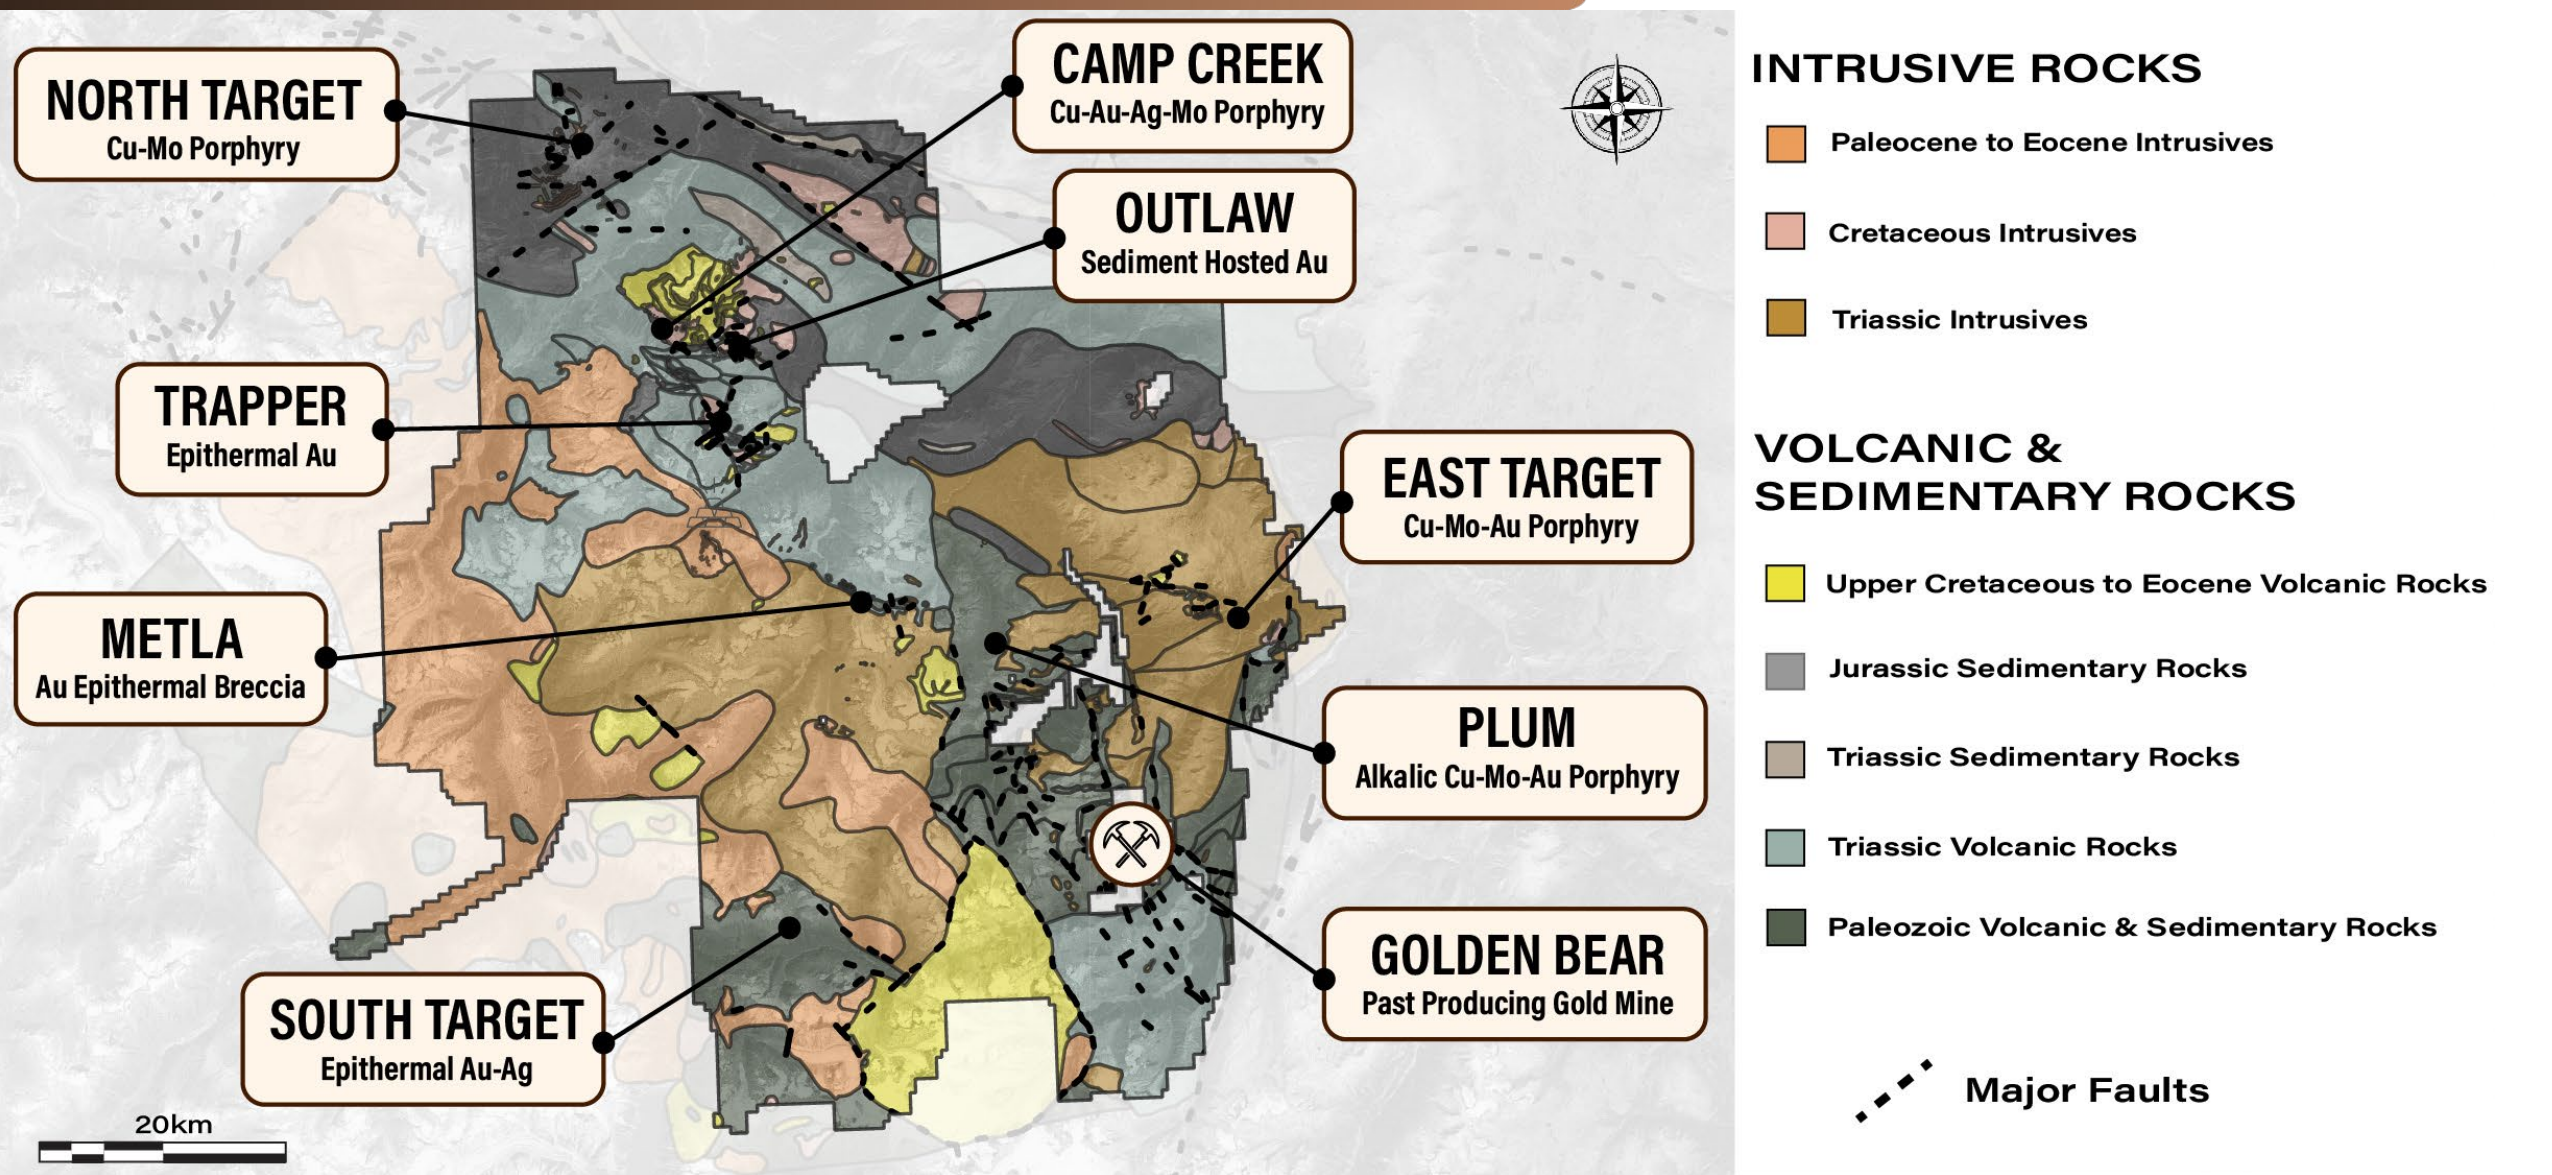 NORTH TARGET
Cu-Mo Porphyry
CAMP CREEK
Cu-Au-Ag-Mo Porphyry
OUTLAW
Sediment Hosted Au
TRAPPER
Epithermal Au
EAST TARGET
Cu-Mo-Au Porphyry
METLA
Au Epithermal Breccia
PLUM
Alkalic Cu-Mo-Au Porphyry
GOLDEN BEAR
Past Producing Gold Mine
SOUTH TARGET
Epithermal Au-Ag
20km
INTRUSIVE ROCKS
Paleocene to Eocene Intrusives
Cretaceous Intrusives
Triassic Intrusives
VOLCANIC &
SEDIMENTARY ROCKS
Upper Cretaceous to Eocene Volcanic Rocks
Jurassic Sedimentary Rocks
Triassic Sedimentary Rocks
Triassic Volcanic Rocks
Paleozoic Volcanic & Sedimentary Rocks
Major Faults